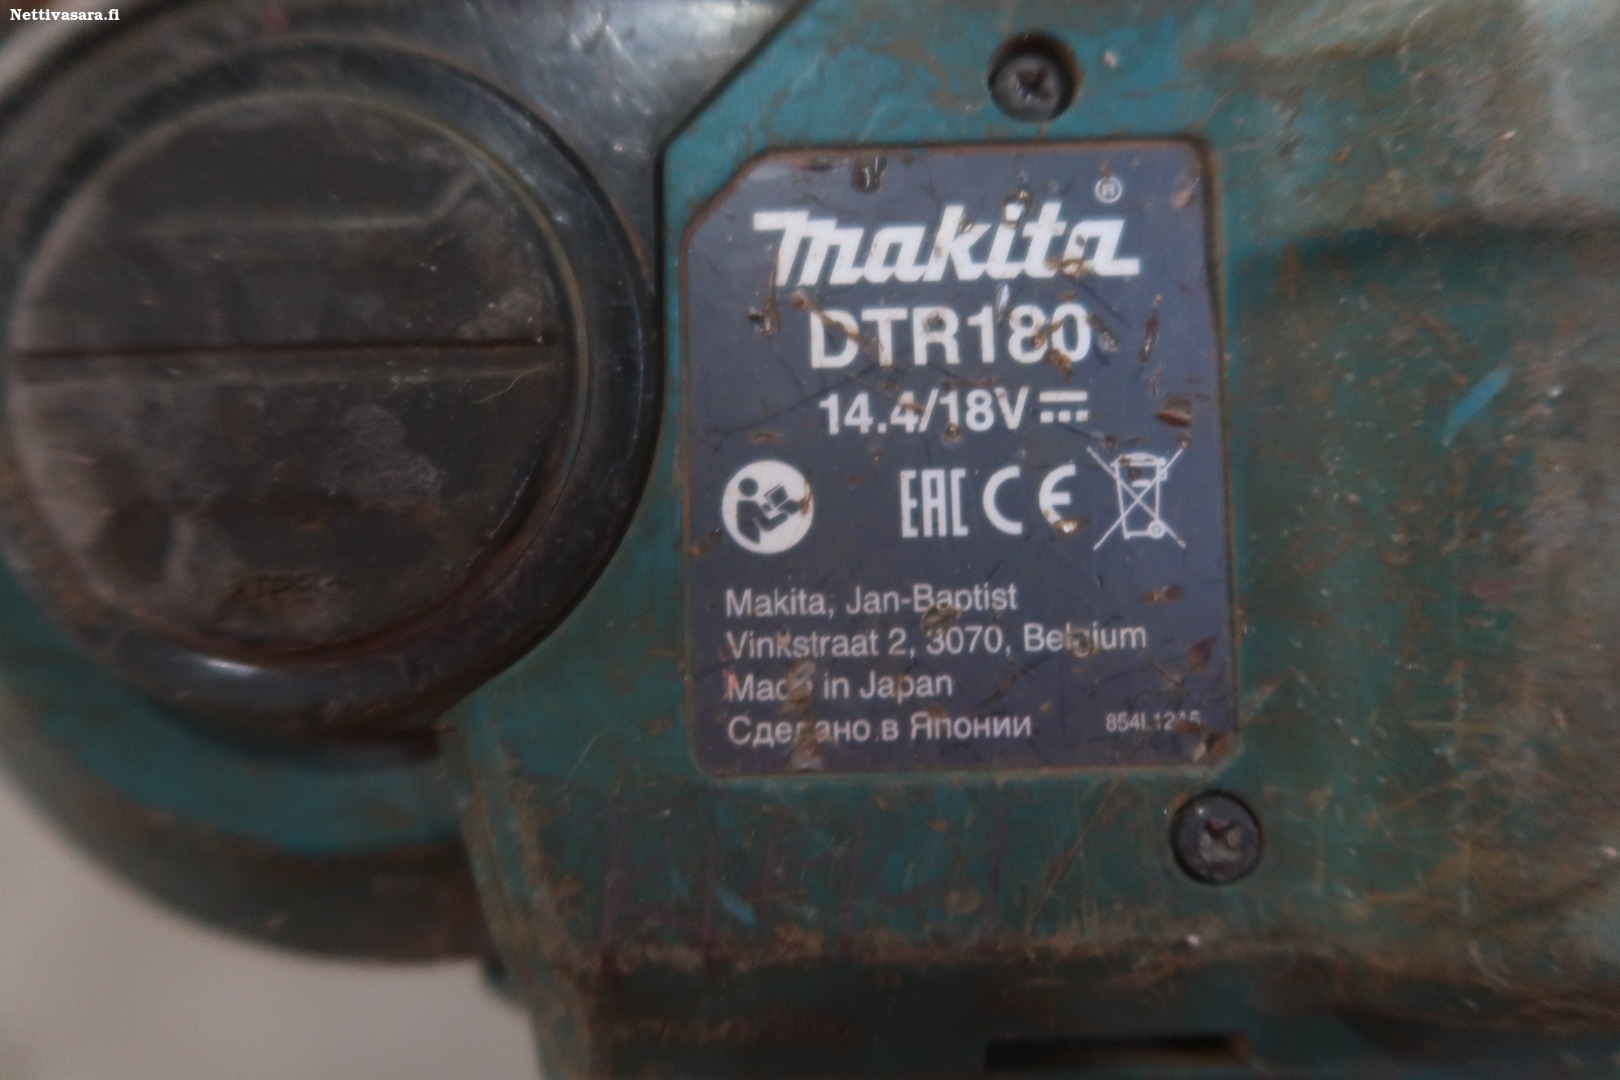 Nettivasara.fi
makita®
DTR180
14.4/18V
EAC CE
Makita, Jan-Baptist
Vinkstraat 2, 3070, Belgium
Made in Japan
Сделано в Японии